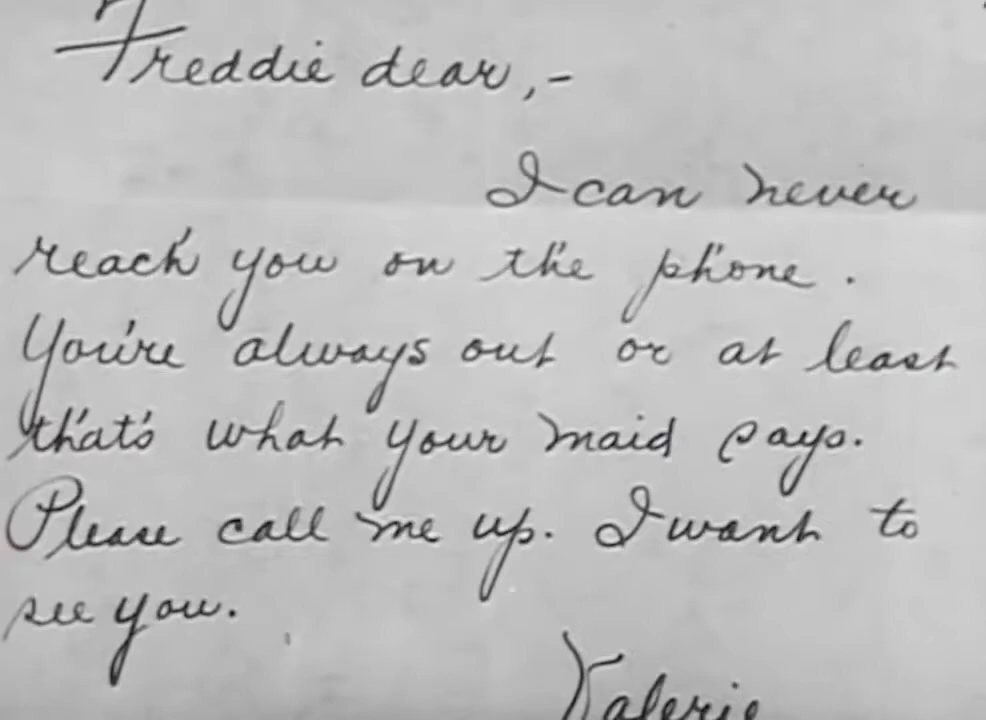 Freddie dear,-
I can never
reach you on the phone.
You're always out or at least
that's what your maid says.
Please call me up. I want to
see you.
Valerie